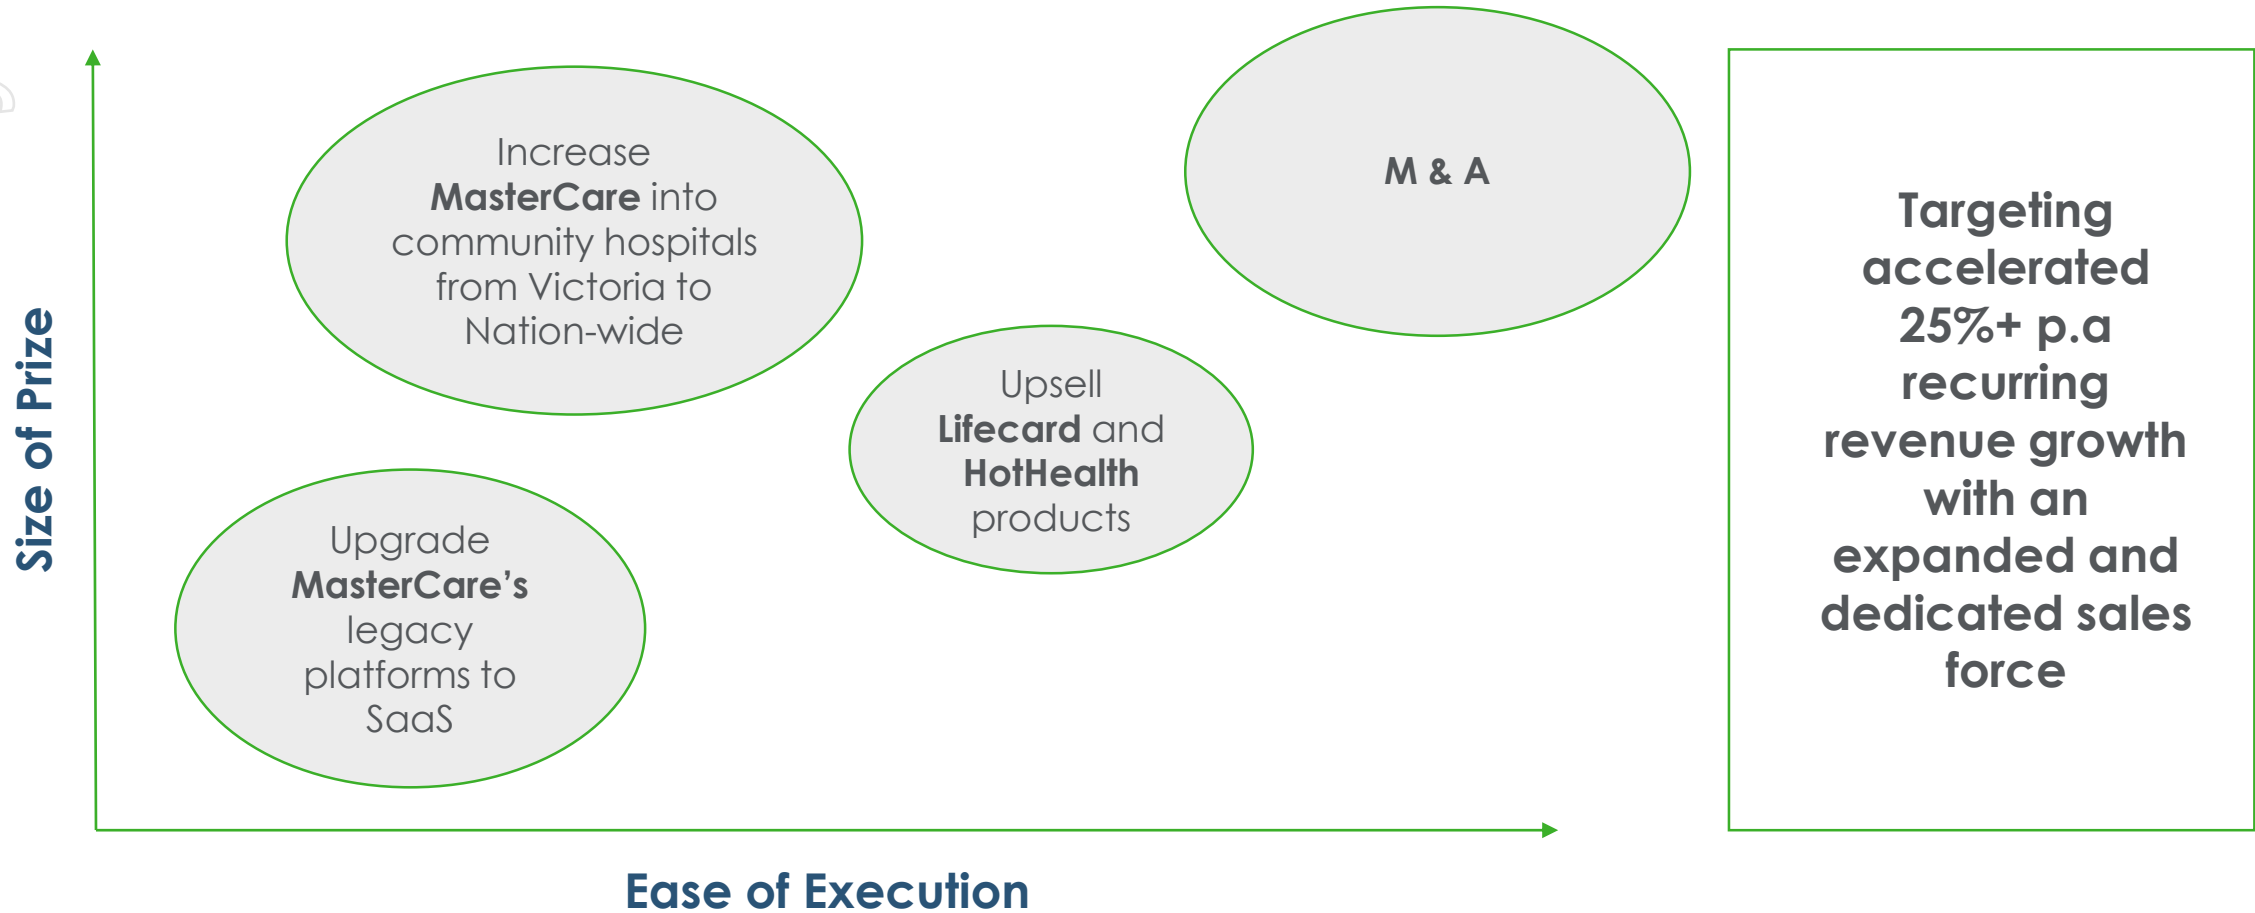 Size of Prize
Increase
MasterCare into
community hospitals
from Victoria to
Nation-wide
M & A
Upsell
Lifecard and
HotHealth
products
Upgrade
MasterCare’s
legacy
platforms to
SaaS
Ease of Execution
Targeting
accelerated
25%+ p.a
recurring
revenue growth
with an
expanded and
dedicated sales
force